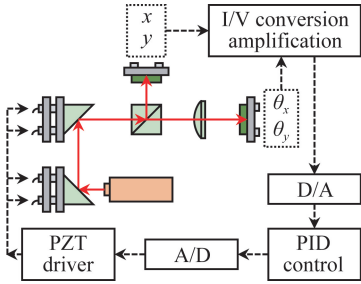 x
y
I/V conversion
amplification
θx
θy
D/A
PZT
driver
A/D
PID
control